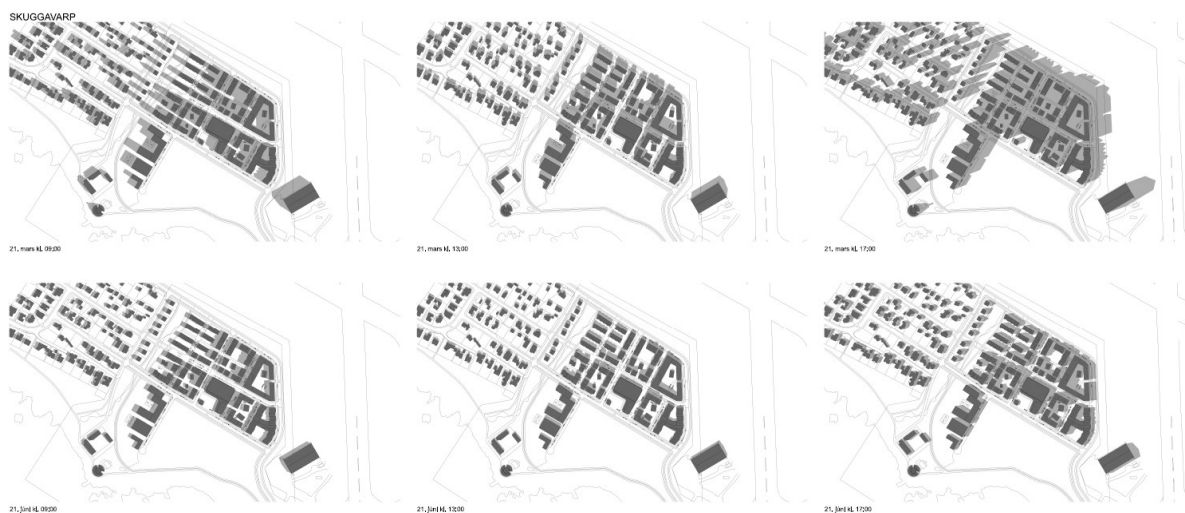 SKUGGAVARP
21. mars kl. 09:00
21. mars kl. 13:00
21. mars kl. 17:00
21. júní kl. 09:00
21. júní kl. 13:00
21. júní kl. 17:00